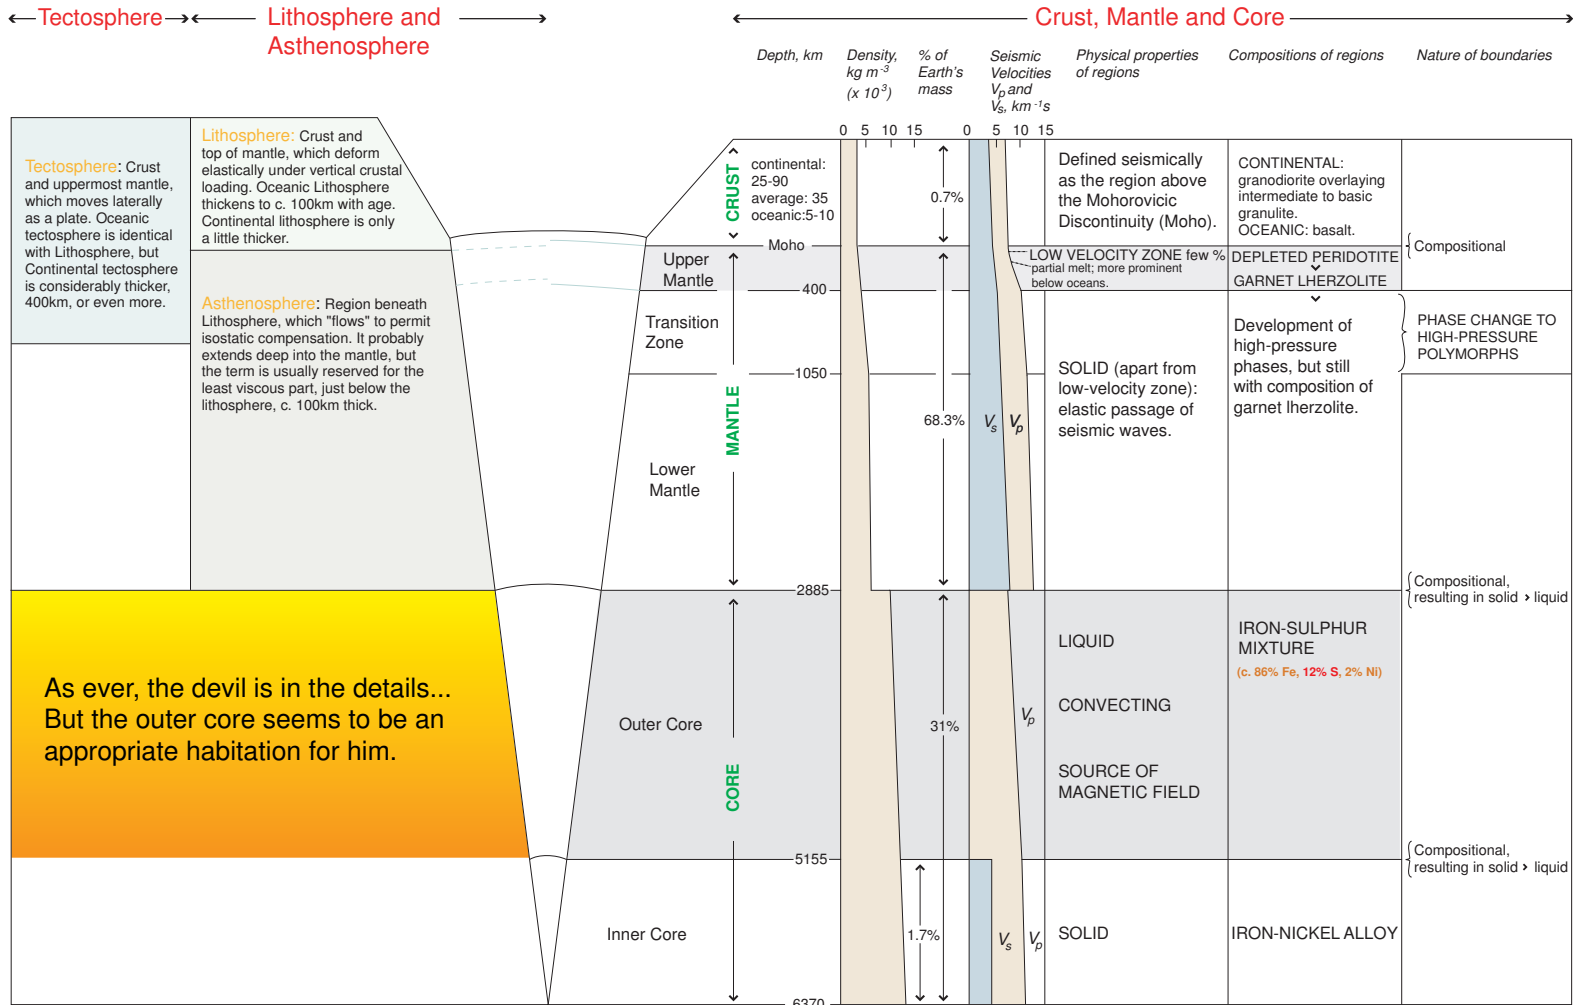 Tectosphere
Lithosphere and
Asthenosphere
Crust, Mantle and Core
Depth, km
Density,
kg m-3
(x 10³)
% of
Earth's
mass
Seismic
Velocities
Vp and
Vs, km -1s
Physical properties
of regions
Compositions of regions
Nature of boundaries
0 5 10 15
0 5 10 15
Tectosphere: Crust
and uppermost mantle,
which moves laterally
as a plate. Oceanic
tectosphere is identical
with Lithosphere, but
Continental tectosphere
is considerably thicker,
400km, or even more.
Lithosphere: Crust and
top of mantle, which deform
elastically under vertical crustal
loading. Oceanic Lithosphere
thickens to c. 100km with age.
Continental lithosphere is only
a little thicker.
Asthenosphere: Region beneath
Lithosphere, which "flows" to permit
isostatic compensation. It probably
extends deep into the mantle, but
the term is usually reserved for the
least viscous part, just below the
lithosphere, c. 100km thick.
As ever, the devil is in the details...
But the outer core seems to be an
appropriate habitation for him.
CRUST
continental:
25-90
average: 35
oceanic:5-10
0.7%
Defined seismically
as the region above
the Mohorovicic
Discontinuity (Moho).
CONTINENTAL:
granodiorite overlaying
intermediate to basic
granulite.
OCEANIC: basalt.
Moho
Compositional
Upper
Mantle
LOW VELOCITY ZONE few %
partial melt; more prominent
below oceans.
DEPLETED PERIDOTITE
GARNET LHERZOLITE
400
Transition
Zone
Development of
high-pressure
phases, but still
with composition of
garnet lherzolite.
PHASE CHANGE TO
HIGH-PRESSURE
POLYMORPHS
1050
MANTLE
68.3%
Vs
Vp
SOLID (apart from
low-velocity zone):
elastic passage of
seismic waves.
Lower
Mantle
2885
Compositional,
resulting in solid › liquid
CORE
Outer Core
31%
Vp
LIQUID
CONVECTING
SOURCE OF
MAGNETIC FIELD
IRON-SULPHUR
MIXTURE
(c. 86% Fe, 12% S, 2% Ni)
5155
Compositional,
resulting in solid › liquid
Inner Core
1.7%
Vs
Vp
SOLID
IRON-NICKEL ALLOY
6370